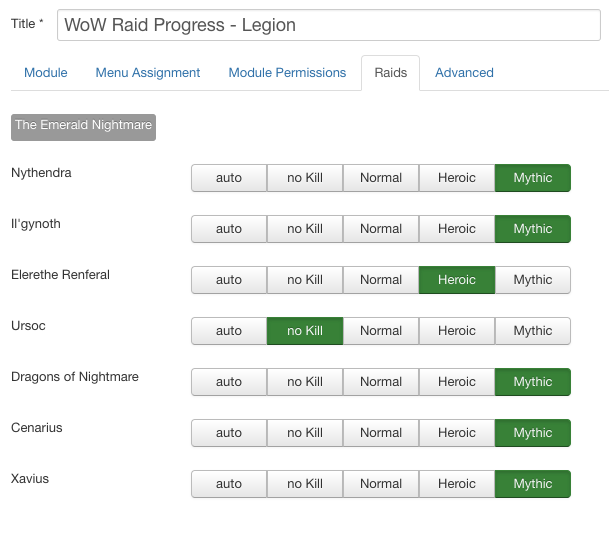 Title * WoW Raid Progress - Legion
Module Menu Assignment Module Permissions Raids Advanced
The Emerald Nightmare
Nythendra auto no Kill Normal Heroic Mythic
Il'gynoth auto no Kill Normal Heroic Mythic
Elerethe Renferal auto no Kill Normal Heroic Mythic
Ursoc auto no Kill Normal Heroic Mythic
Dragons of Nightmare auto no Kill Normal Heroic Mythic
Cenarius auto no Kill Normal Heroic Mythic
Xavius auto no Kill Normal Heroic Mythic